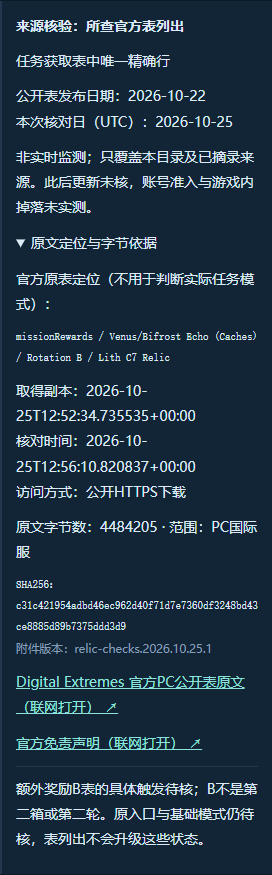 来源核验：所查官方表列出
任务获取表中唯一精确行
公开表发布日期：2026-10-22
本次核对日（UTC）：2026-10-25
非实时监测；只覆盖本目录及已摘录来
源。此后更新未核，账号准入与游戏内
掉落未实测。
▼ 原文定位与字节依据
官方原表定位（不用于判断实际任务模
式）：
missionRewards / Venus/Bifrost Echo (Caches)
/ Rotation B / Lith C7 Relic
取得副本：2026-10-
25T12:52:34.735535+00:00
核对时间：2026-10-
25T12:56:10.820837+00:00
访问方式：公开HTTPS下载
原文字节数：4484205 · 范围：PC国际
服
SHA256:
c31c421954adbd46ec962d40f71d7e7360df3248bd43
ce8885d89b7375ddd3d9
附件版本：relic-checks.2026.10.25.1
Digital Extremes 官方PC公开表原文
（联网打开） ↗
官方免责声明（联网打开） ↗
额外奖励B表的具体触发待核；B不是第
二箱或第二轮。原入口与基础模式仍待
核，表列出不会升级这些状态。